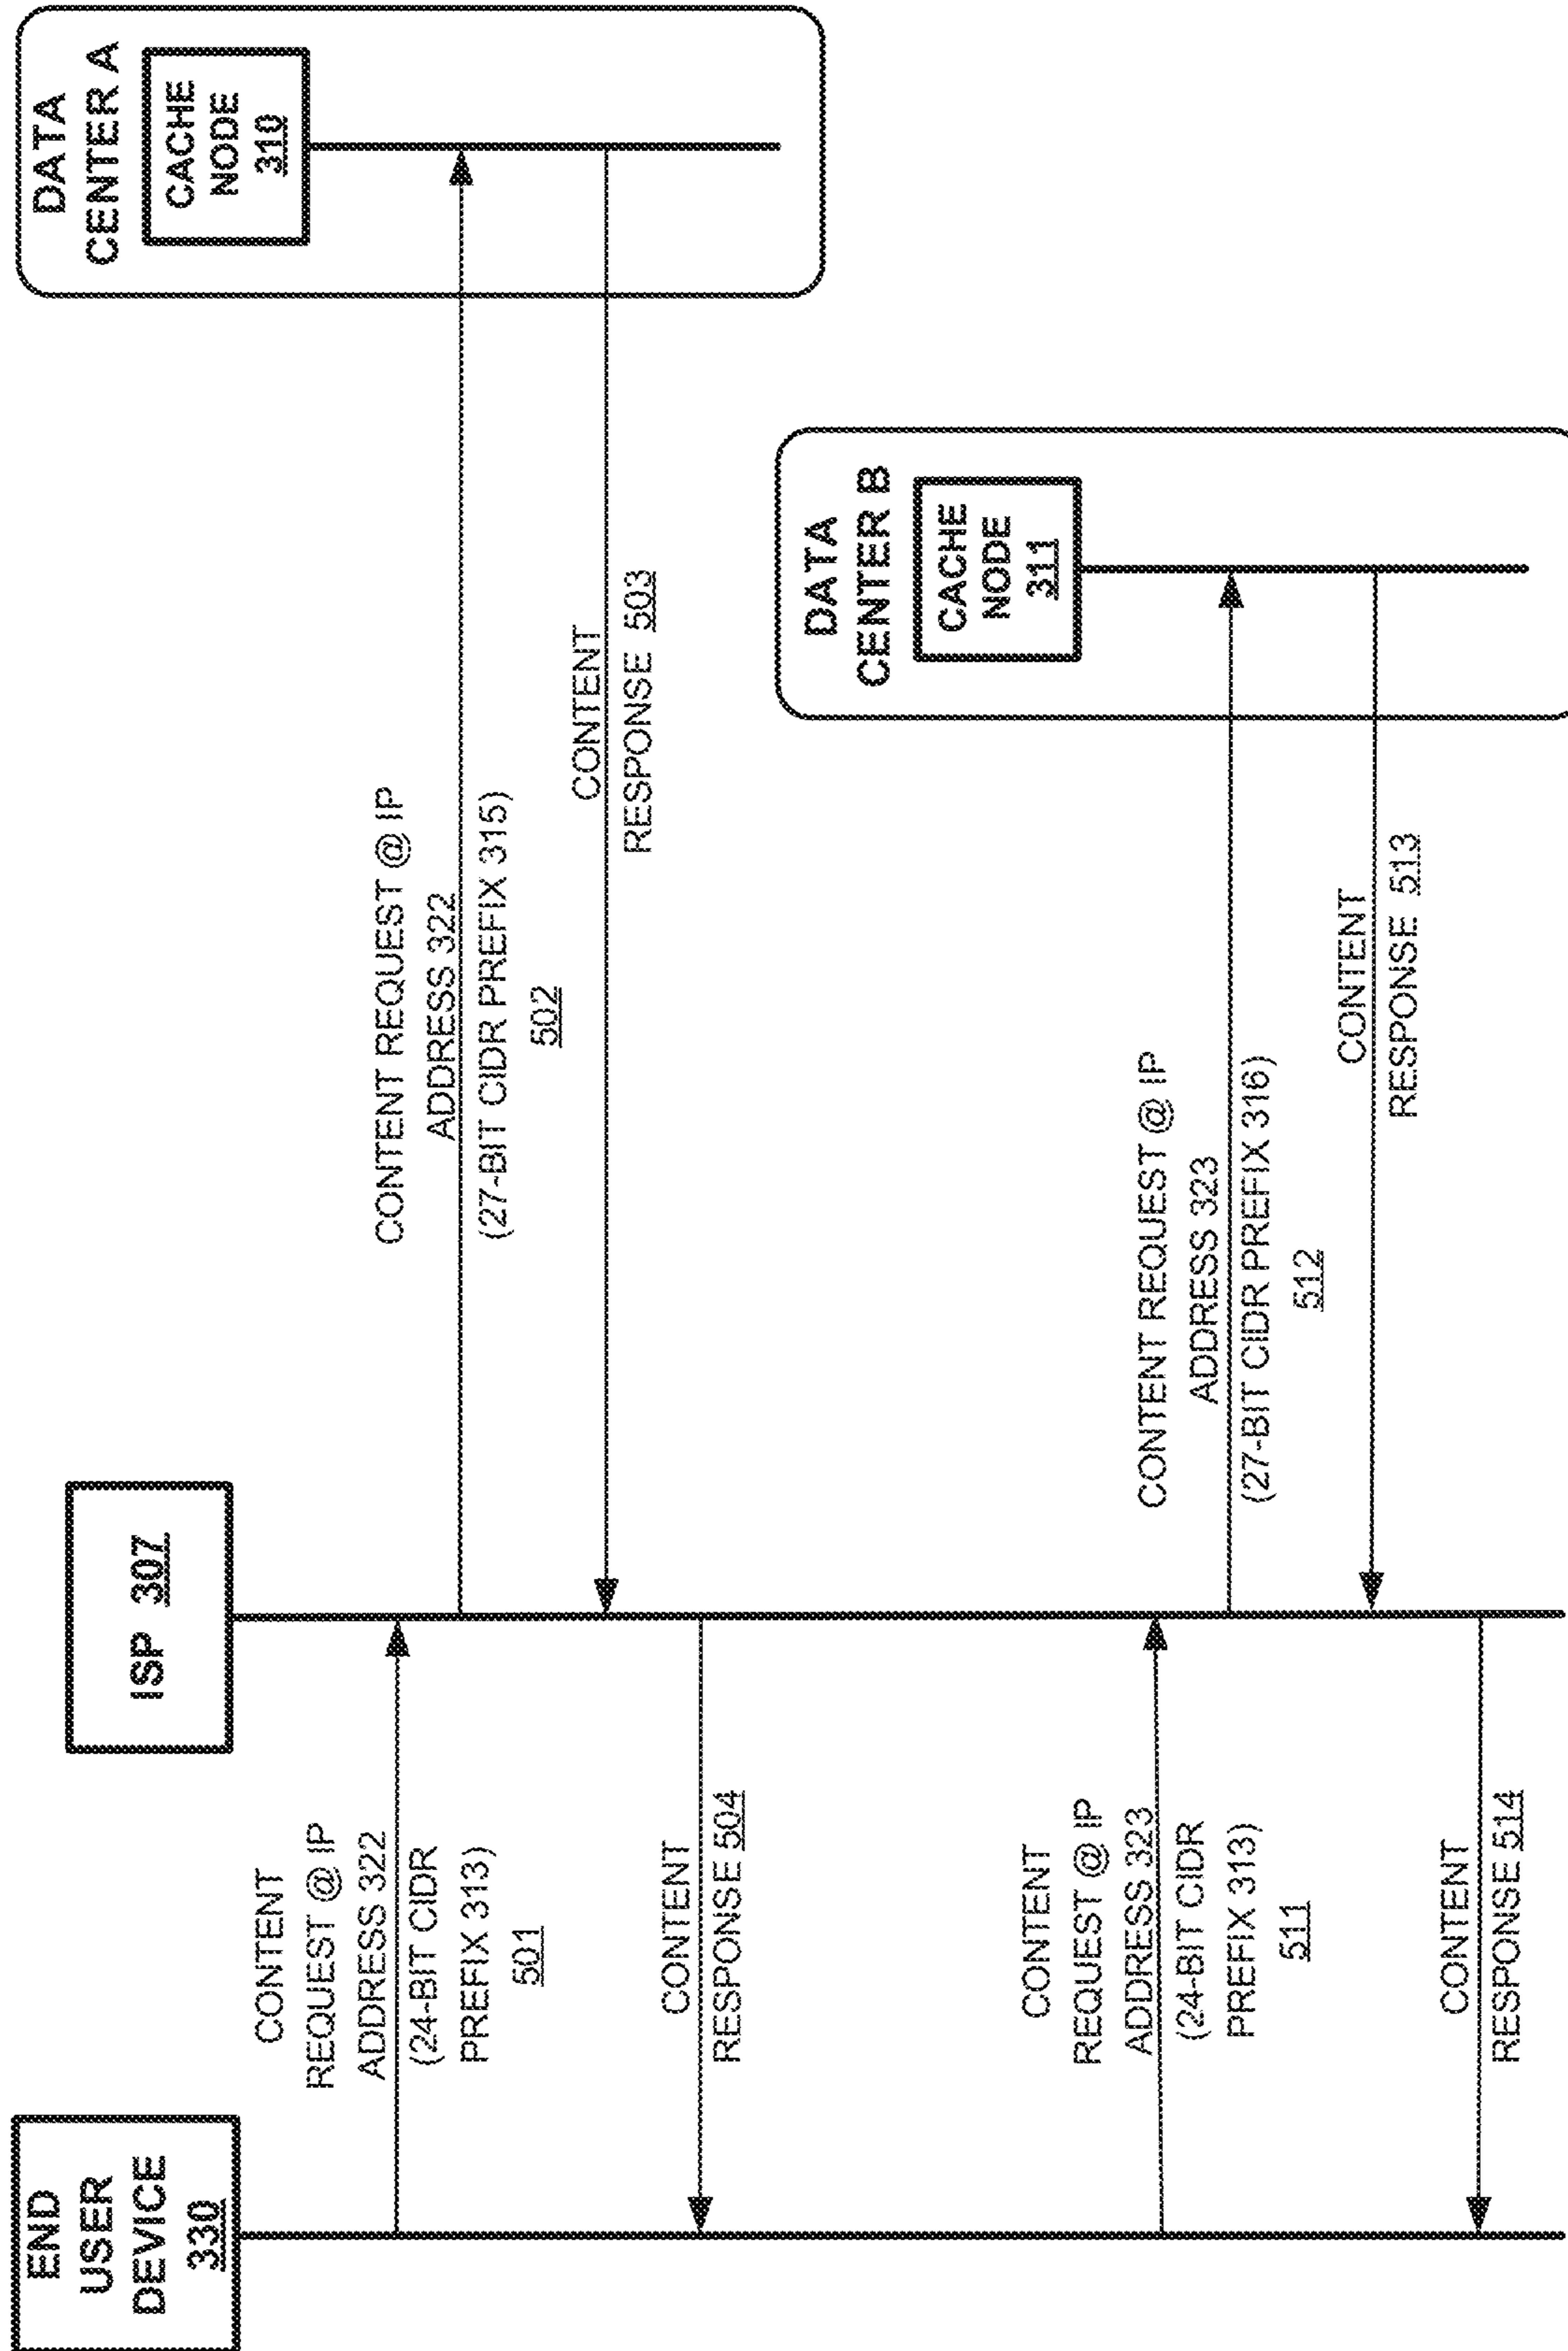 END
USER
DEVICE
330
ISP 307
DATA
CENTER A
CACHE
NODE
310
CONTENT
REQUEST @ IP
ADDRESS 322
(24-BIT CIDR
PREFIX 313)
501
CONTENT REQUEST @ IP
ADDRESS 322
(27-BIT CIDR PREFIX 315)
502
CONTENT
RESPONSE 503
CONTENT
RESPONSE 504
DATA
CENTER B
CACHE
NODE
311
CONTENT
REQUEST @ IP
ADDRESS 323
(24-BIT CIDR
PREFIX 313)
511
CONTENT REQUEST @ IP
ADDRESS 323
(27-BIT CIDR PREFIX 316)
512
CONTENT
RESPONSE 513
CONTENT
RESPONSE 514